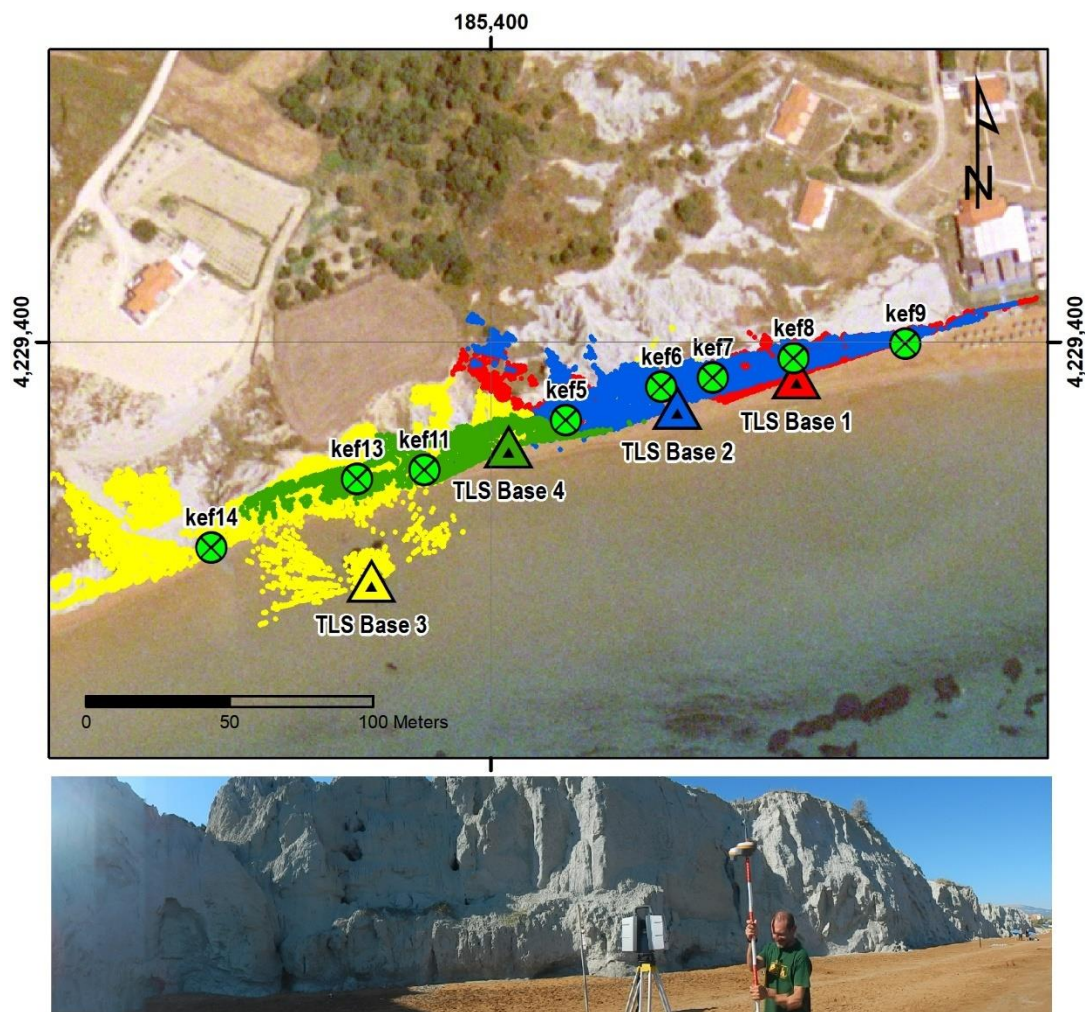 185,400
N
4,229,400
4,229,400
kef9
kef8
kef7
kef6
kef5
TLS Base 1
TLS Base 2
kef13
kef11
TLS Base 4
kef14
TLS Base 3
0 50 100 Meters